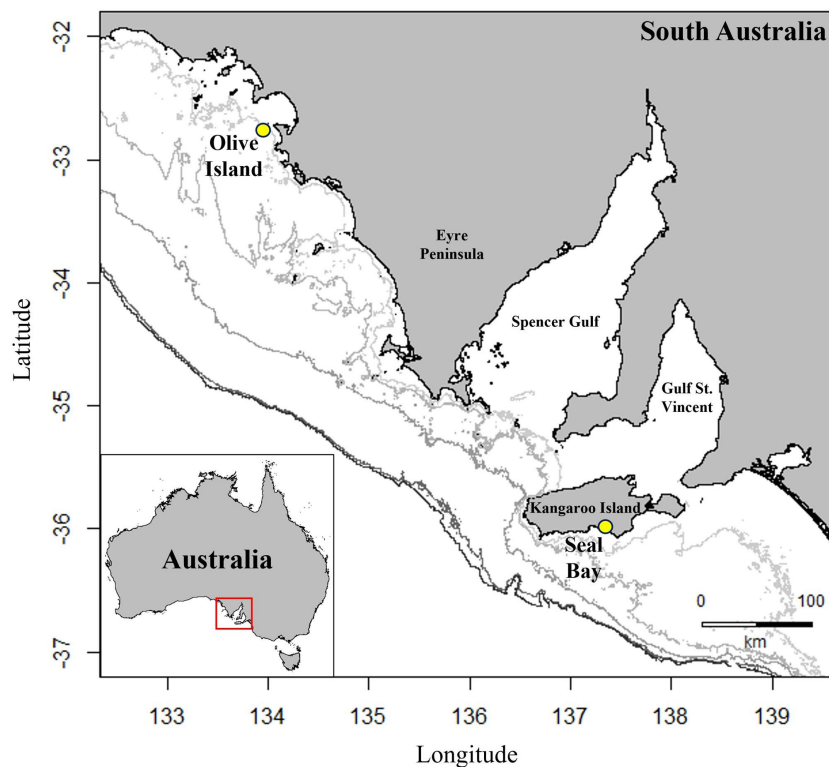 South Australia
-32
-33
-34
-35
-36
-37
Latitude
Olive
Island
Eyre
Peninsula
Spencer Gulf
Gulf St.
Vincent
Kangaroo Island
Seal
Bay
Australia
0 100
km
133 134 135 136 137 138 139
Longitude